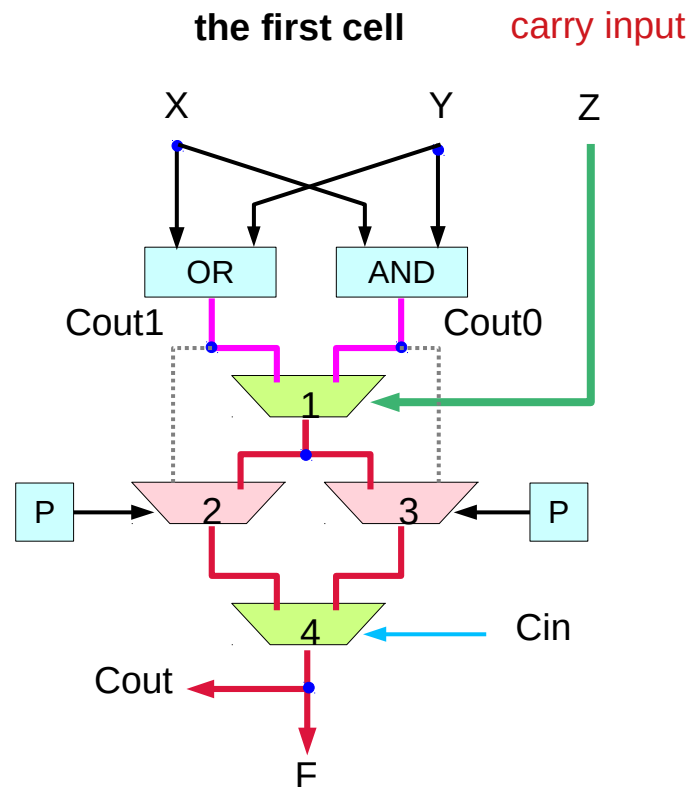 the first cell
carry input
X
Y
Z
OR
AND
Cout1
Cout0
1
P
2
3
P
4
Cin
Cout
F